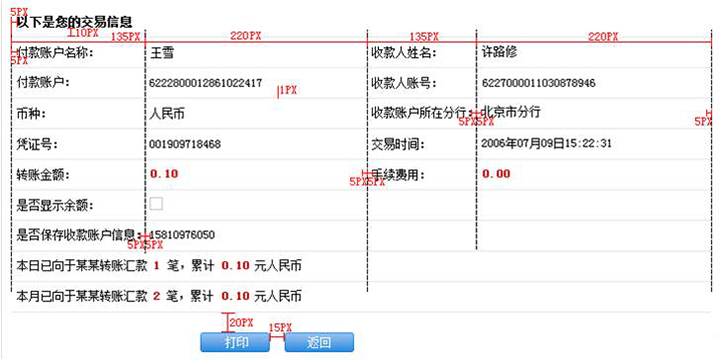 5PX
以下是您的交易信息
10PX 135PX 220PX 135PX 220PX
付款账户名称: 王雪 收款人姓名: 许路修
5PX
付款账户: 6222800012861022417 收款人账号: 6227000011030878946
1PX
币种: 人民币 收款账户所在分行: 北京市分行
5PX 5PX 5PX
凭证号: 001909718468 交易时间: 2006年07月09日15:22:31
转账金额: 0.10 手续费用: 0.00
5PX 5PX
是否显示余额:
是否保存收款账户信息: 45810976050
5PX 5PX
本日已向于某某转账汇款 1 笔，累计 0.10 元人民币
本月已向于某某转账汇款 2 笔，累计 0.10 元人民币
20PX 15PX
打印 返回